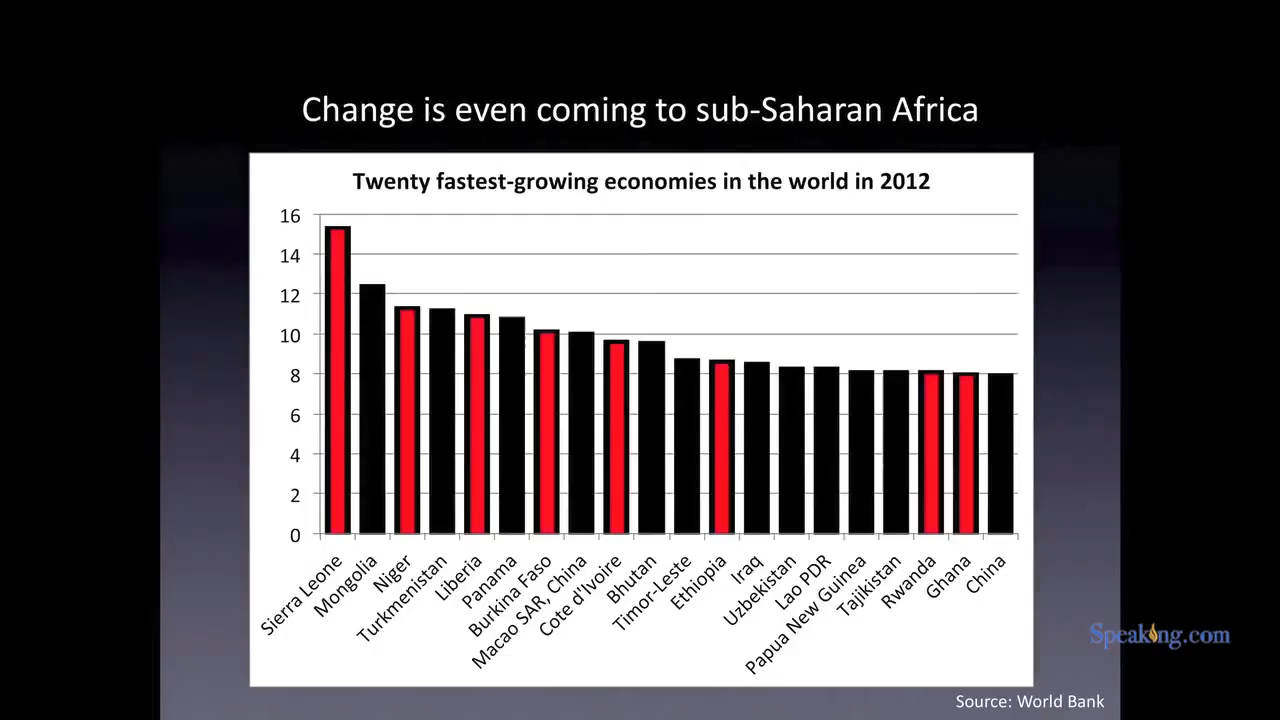 Change is even coming to sub-Saharan Africa
Twenty fastest-growing economies in the world in 2012
16
14
12
10
8
6
4
2
0
Sierra Leone
Mongolia
Niger
Turkmenistan
Liberia
Panama
Burkina Faso
Macao SAR, China
Cote d'Ivoire
Bhutan
Timor-Leste
Ethiopia
Iraq
Uzbekistan
Lao PDR
Papua New Guinea
Tajikistan
Rwanda
Ghana
China
Speaking.com
Source: World Bank